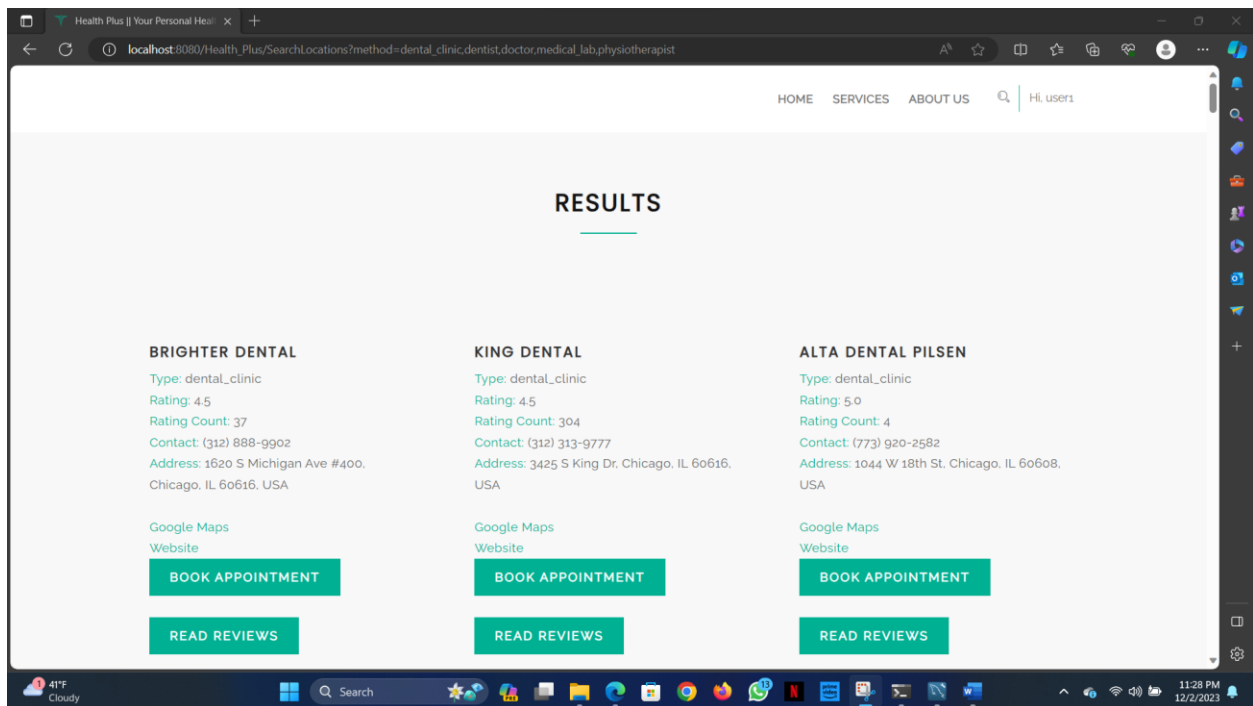 Health Plus || Your Personal Heal
localhost:8080/Health_Plus/SearchLocations?method=dental_clinic,dentist,doctor,medical_lab,physiotherapist
HOME SERVICES ABOUT US Hi, user1
RESULTS
BRIGHTER DENTAL
Type: dental_clinic
Rating: 4.5
Rating Count: 37
Contact: (312) 888-9902
Address: 1620 S Michigan Ave #400,
Chicago, IL 60616, USA
Google Maps
Website
BOOK APPOINTMENT
READ REVIEWS
KING DENTAL
Type: dental_clinic
Rating: 4.5
Rating Count: 304
Contact: (312) 313-9777
Address: 3425 S King Dr, Chicago, IL 60616,
USA
Google Maps
Website
BOOK APPOINTMENT
READ REVIEWS
ALTA DENTAL PILSEN
Type: dental_clinic
Rating: 5.0
Rating Count: 4
Contact: (773) 920-2582
Address: 1044 W 18th St, Chicago, IL 60608,
USA
Google Maps
Website
BOOK APPOINTMENT
READ REVIEWS
1
41°F
Cloudy
Search
13
11:28 PM
12/2/2023